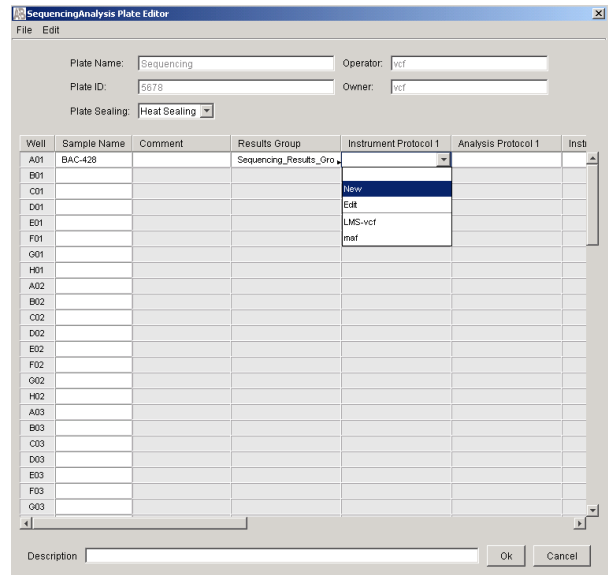 SequencingAnalysis Plate Editor
File Edit
Plate Name: Sequencing Operator: vcf
Plate ID: 5678 Owner: vcf
Plate Sealing: Heat Sealing
Well Sample Name Comment Results Group Instrument Protocol 1 Analysis Protocol 1 Instr
A01 BAC-428 Sequencing_Results_Gro
B01
New
C01
Edit
D01
E01 LMS-vcf
F01 maf
G01
H01
A02
B02
C02
D02
E02
F02
G02
H02
A03
B03
C03
D03
E03
F03
G03
Description Ok Cancel